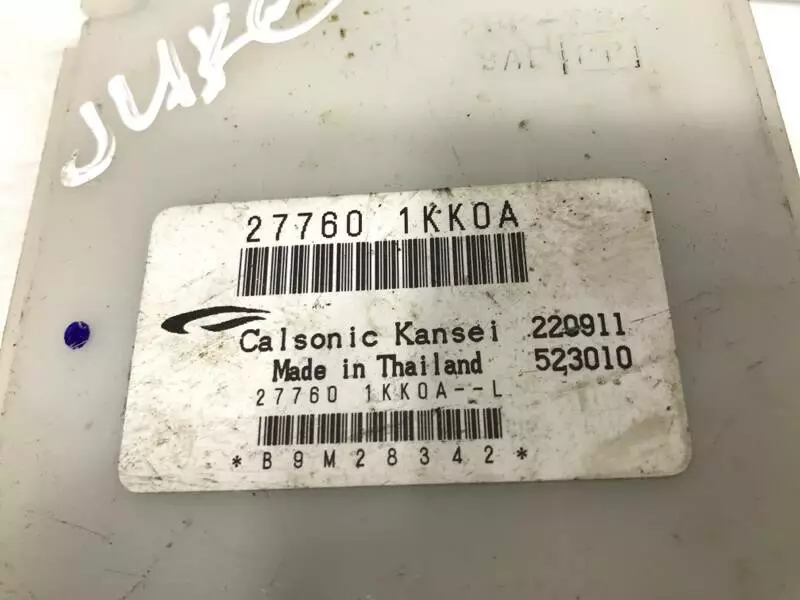 JUKE
27760 1KK0A
Calsonic Kansei 220911
Made in Thailand 523010
27760 1KK0A--L
*B9M28342*